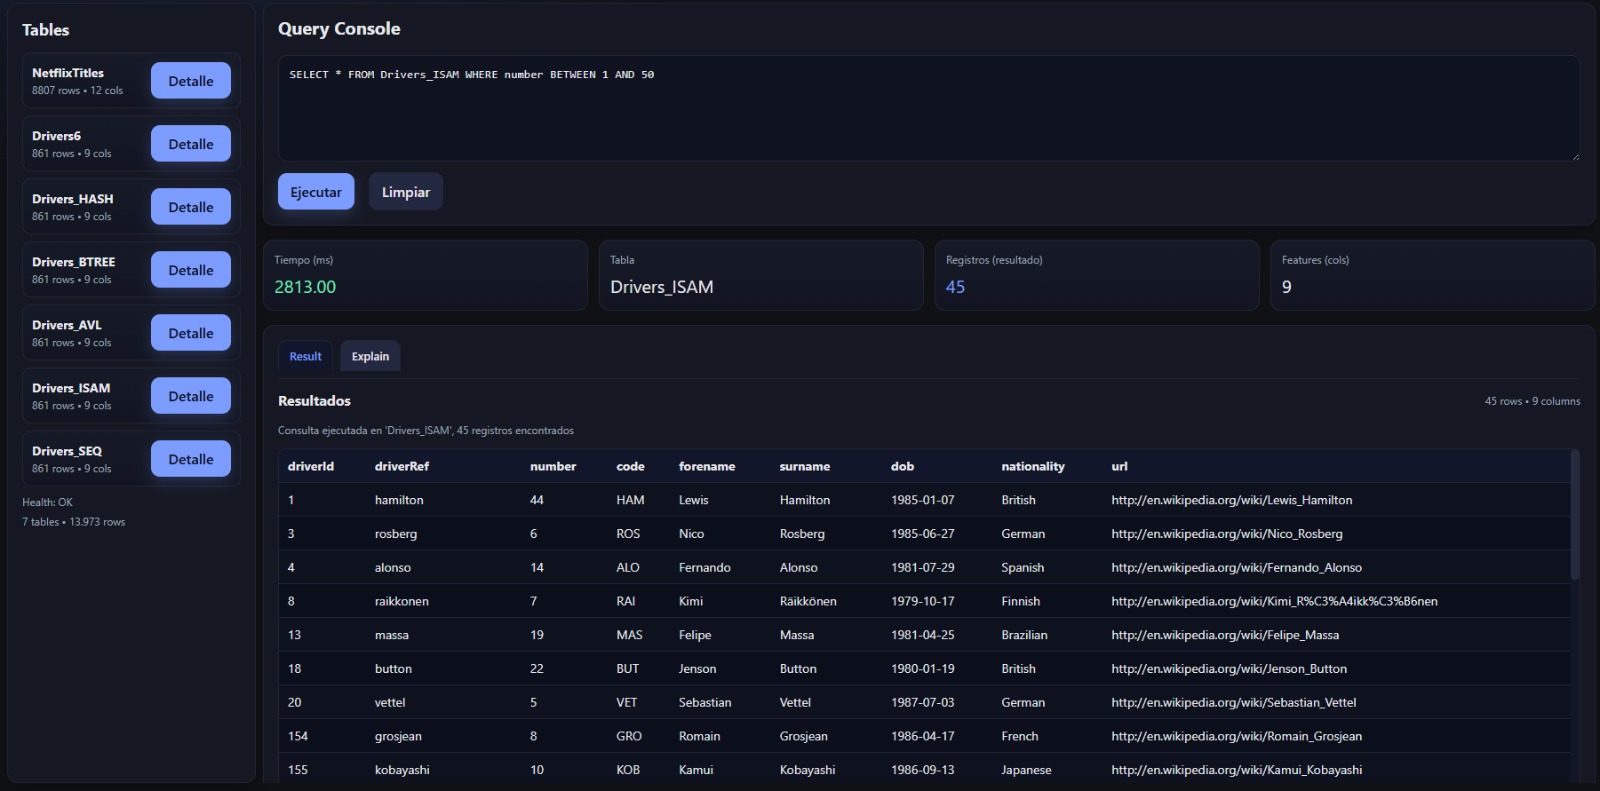 Tables
NetflixTitles
8807 rows • 12 cols
Detalle
Drivers6
861 rows • 9 cols
Detalle
Drivers_HASH
861 rows • 9 cols
Detalle
Drivers_BTREE
861 rows • 9 cols
Detalle
Drivers_AVL
861 rows • 9 cols
Detalle
Drivers_ISAM
861 rows • 9 cols
Detalle
Drivers_SEQ
861 rows • 9 cols
Detalle
Health: OK
7 tables • 13.973 rows
Query Console
SELECT * FROM Drivers_ISAM WHERE number BETWEEN 1 AND 50
Ejecutar Limpiar
Tiempo (ms)
2813.00
Tabla
Drivers_ISAM
Registros (resultado)
45
Features (cols)
9
Result Explain
Resultados 45 rows • 9 columns
Consulta ejecutada en 'Drivers_ISAM', 45 registros encontrados
driverId driverRef number code forename surname dob nationality url
1 hamilton 44 HAM Lewis Hamilton 1985-01-07 British http://en.wikipedia.org/wiki/Lewis_Hamilton
3 rosberg 6 ROS Nico Rosberg 1985-06-27 German http://en.wikipedia.org/wiki/Nico_Rosberg
4 alonso 14 ALO Fernando Alonso 1981-07-29 Spanish http://en.wikipedia.org/wiki/Fernando_Alonso
8 raikkonen 7 RAI Kimi Räikkönen 1979-10-17 Finnish http://en.wikipedia.org/wiki/Kimi_R%C3%A4ikk%C3%B6nen
13 massa 19 MAS Felipe Massa 1981-04-25 Brazilian http://en.wikipedia.org/wiki/Felipe_Massa
18 button 22 BUT Jenson Button 1980-01-19 British http://en.wikipedia.org/wiki/Jenson_Button
20 vettel 5 VET Sebastian Vettel 1987-07-03 German http://en.wikipedia.org/wiki/Sebastian_Vettel
154 grosjean 8 GRO Romain Grosjean 1986-04-17 French http://en.wikipedia.org/wiki/Romain_Grosjean
155 kobayashi 10 KOB Kamui Kobayashi 1986-09-13 Japanese http://en.wikipedia.org/wiki/Kamui_Kobayashi